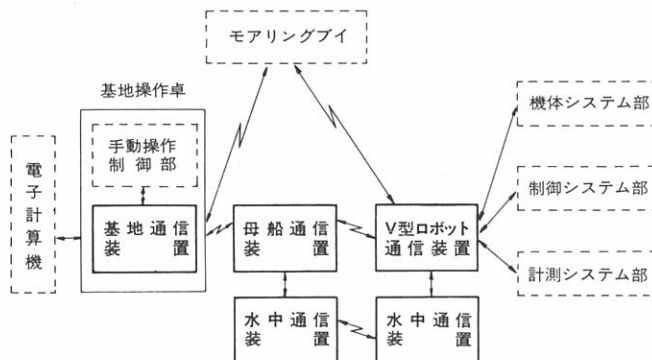 モアリングブイ
基地操作卓
機体システム部
手動操作
制御部
電子計算機
制御システム部
基地通信
装置
母船通信
装置
V型ロボット
通信装置
計測システム部
水中通信
装置
水中通信
装置